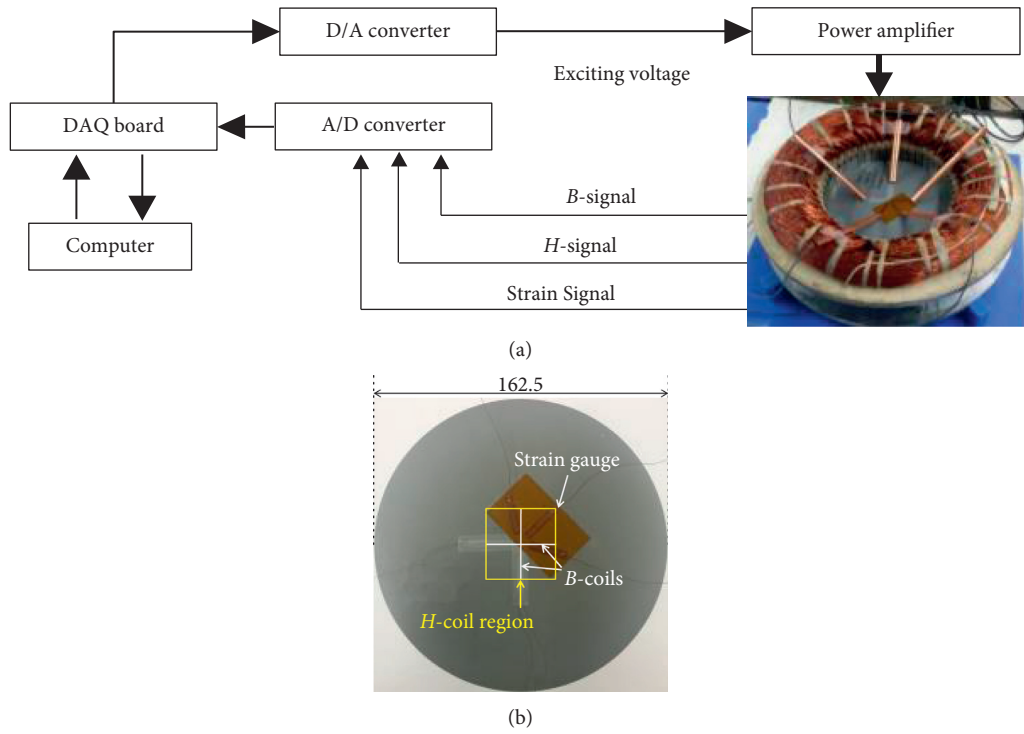 D/A converter
Power amplifier
Exciting voltage
DAQ board
A/D converter
B-signal
Computer
H-signal
Strain Signal
(a)
162.5
Strain gauge
B-coils
H-coil region
(b)